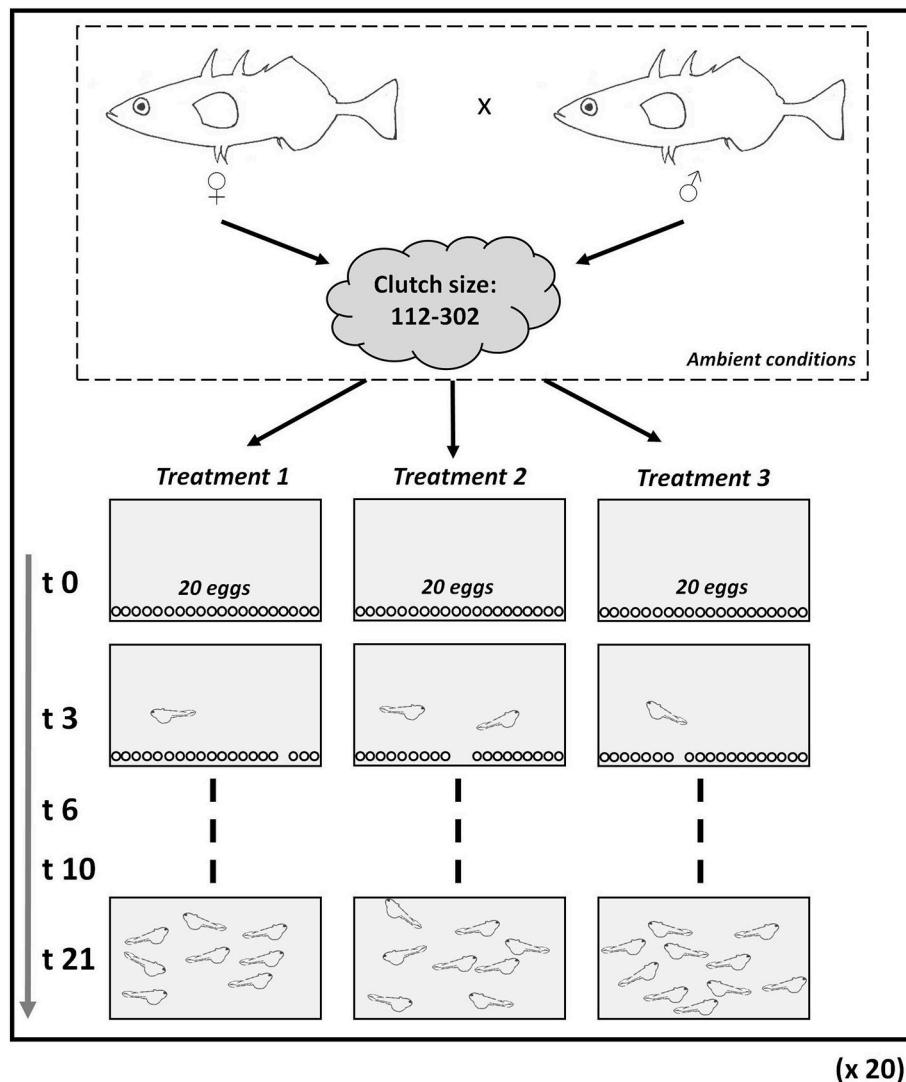 x
♀
♂
Clutch size:
112-302
Ambient conditions
Treatment 1
Treatment 2
Treatment 3
t 0
20 eggs
20 eggs
20 eggs
t 3
t 6
t 10
t 21
(x 20)